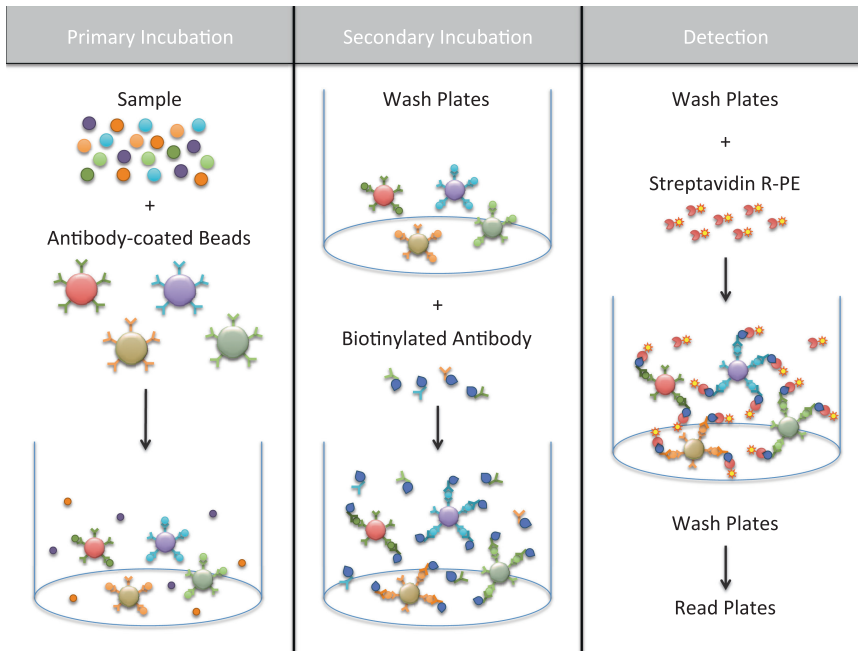 Primary Incubation
Sample
+
Antibody-coated Beads
Secondary Incubation
Wash Plates
+
Biotinylated Antibody
Detection
Wash Plates
+
Streptavidin R-PE
Wash Plates
Read Plates